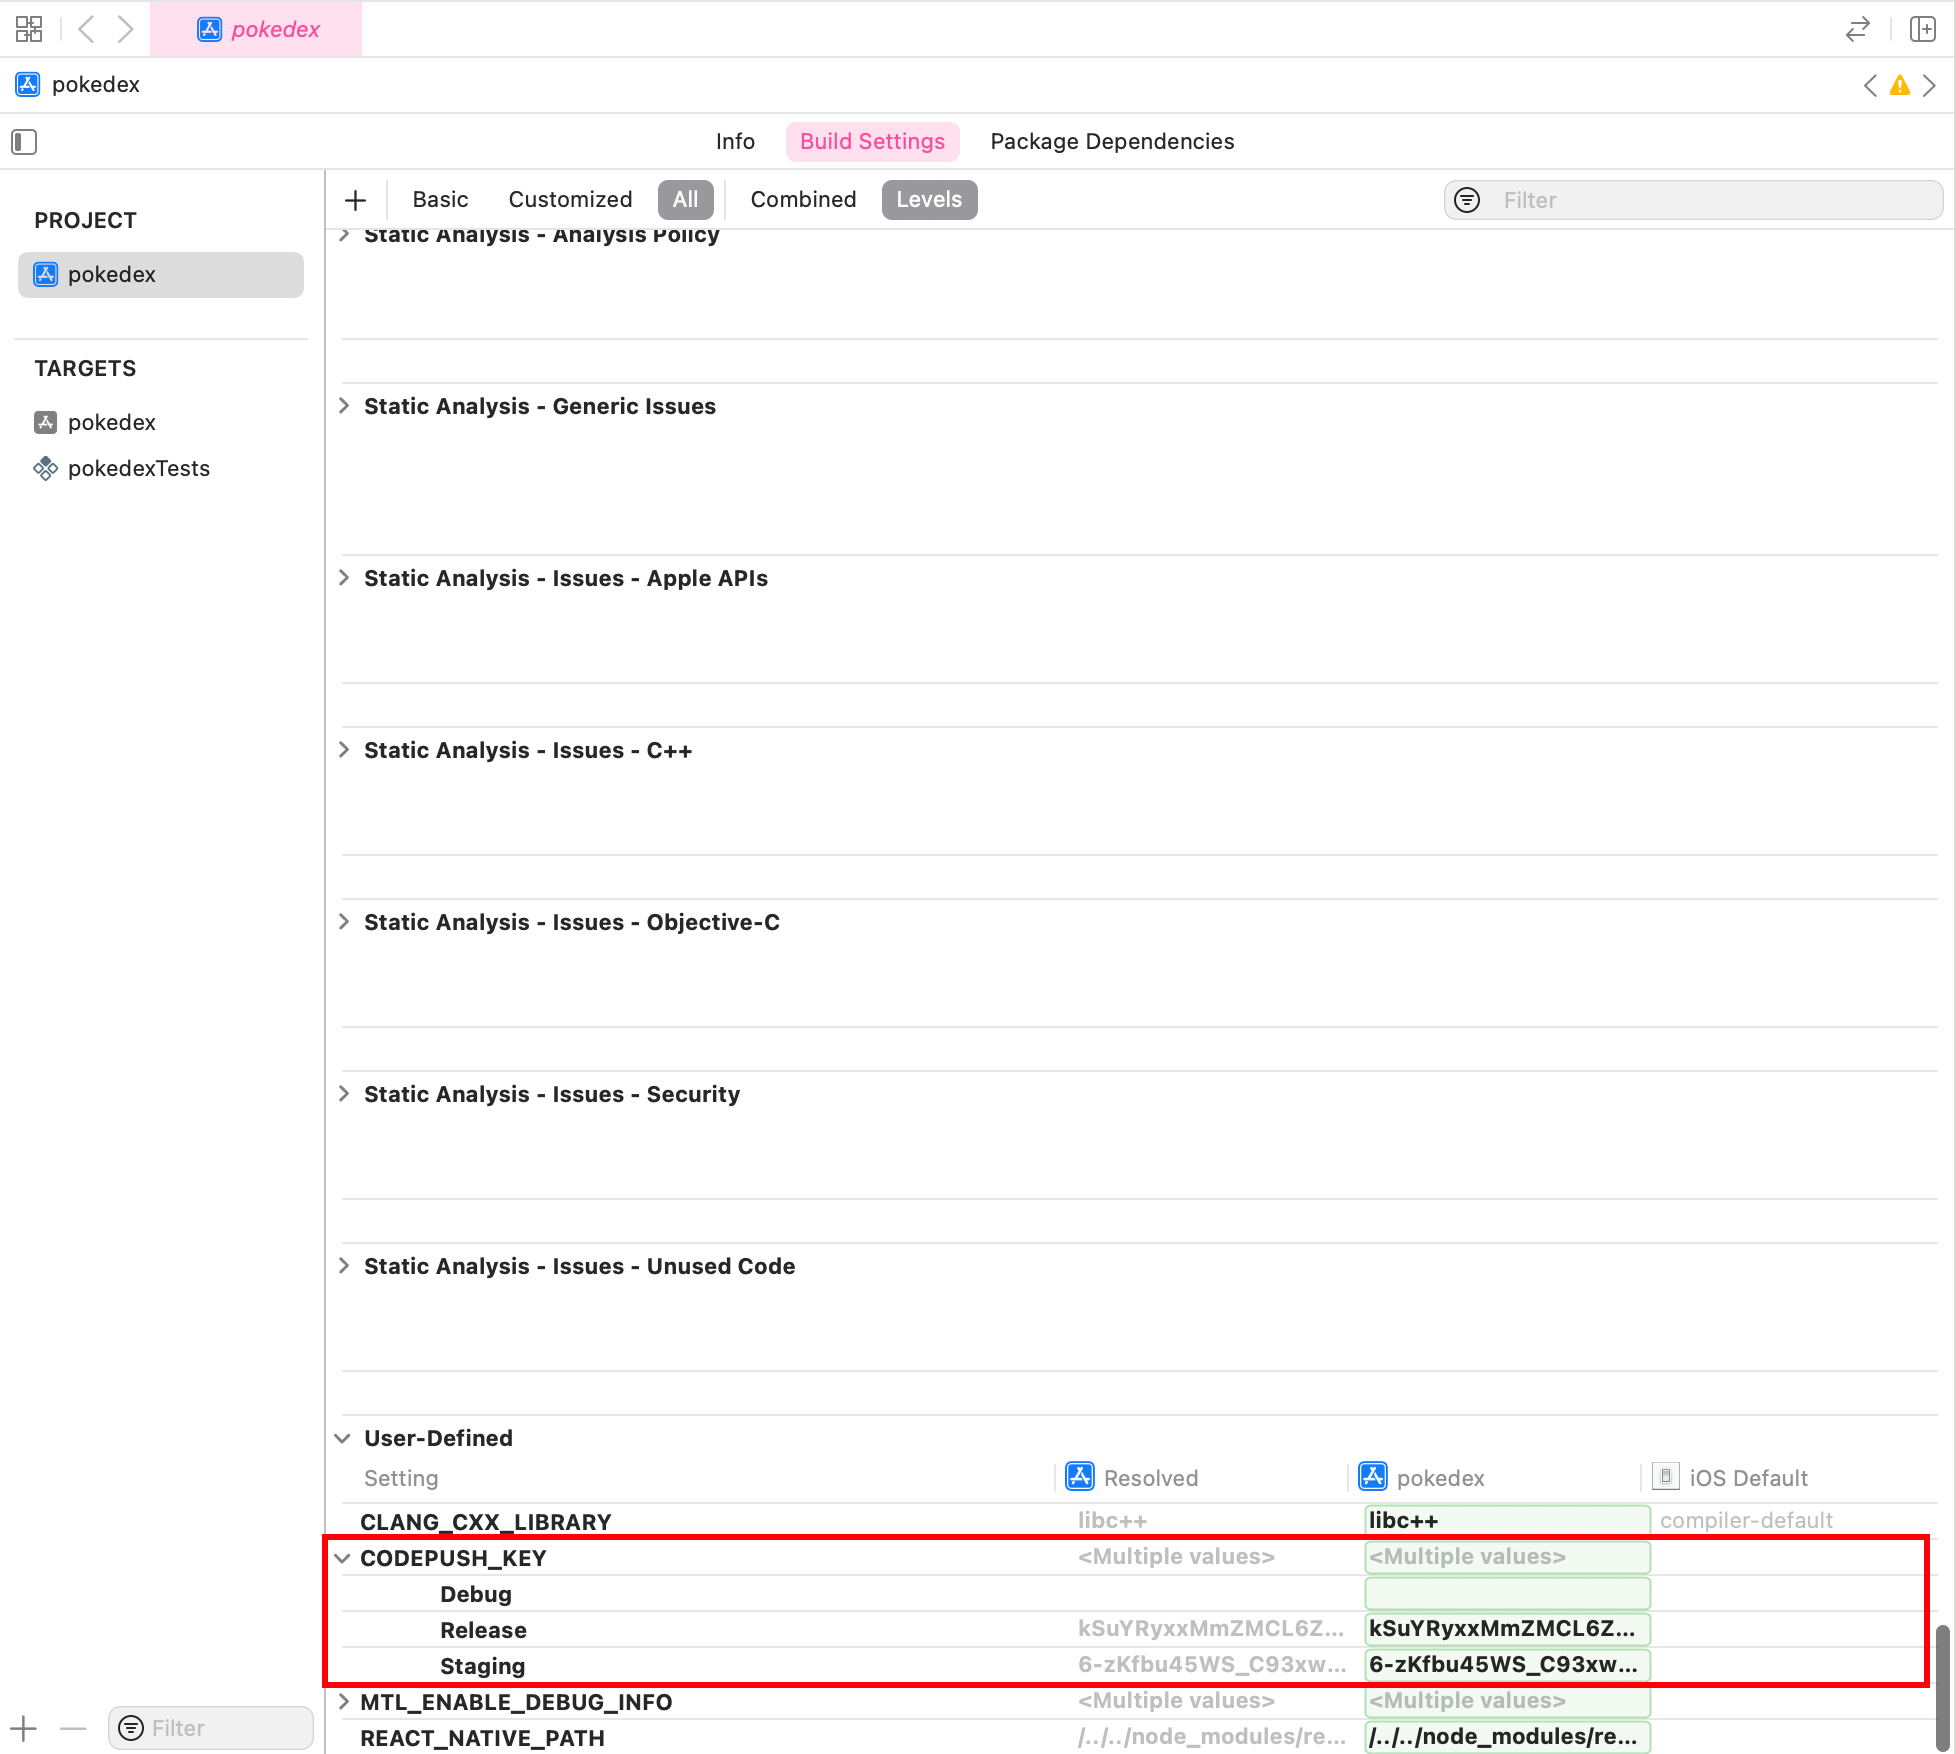 pokedex
pokedex
Info Build Settings Package Dependencies
PROJECT
pokedex
TARGETS
pokedex
pokedexTests
Filter
Basic Customized All Combined Levels Filter
Static Analysis - Analysis Policy
Static Analysis - Generic Issues
Static Analysis - Issues - Apple APIs
Static Analysis - Issues - C++
Static Analysis - Issues - Objective-C
Static Analysis - Issues - Security
Static Analysis - Issues - Unused Code
User-Defined
Setting Resolved pokedex iOS Default
CLANG_CXX_LIBRARY libc++ libc++ compiler-default
CODEPUSH_KEY <Multiple values> <Multiple values>
Debug
Release kSuYRyxxMmZMCL6Z... kSuYRyxxMmZMCL6Z...
Staging 6-zKfbu45WS_C93xw... 6-zKfbu45WS_C93xw...
MTL_ENABLE_DEBUG_INFO <Multiple values> <Multiple values>
REACT_NATIVE_PATH /../../node_modules/re... /../../node_modules/re...